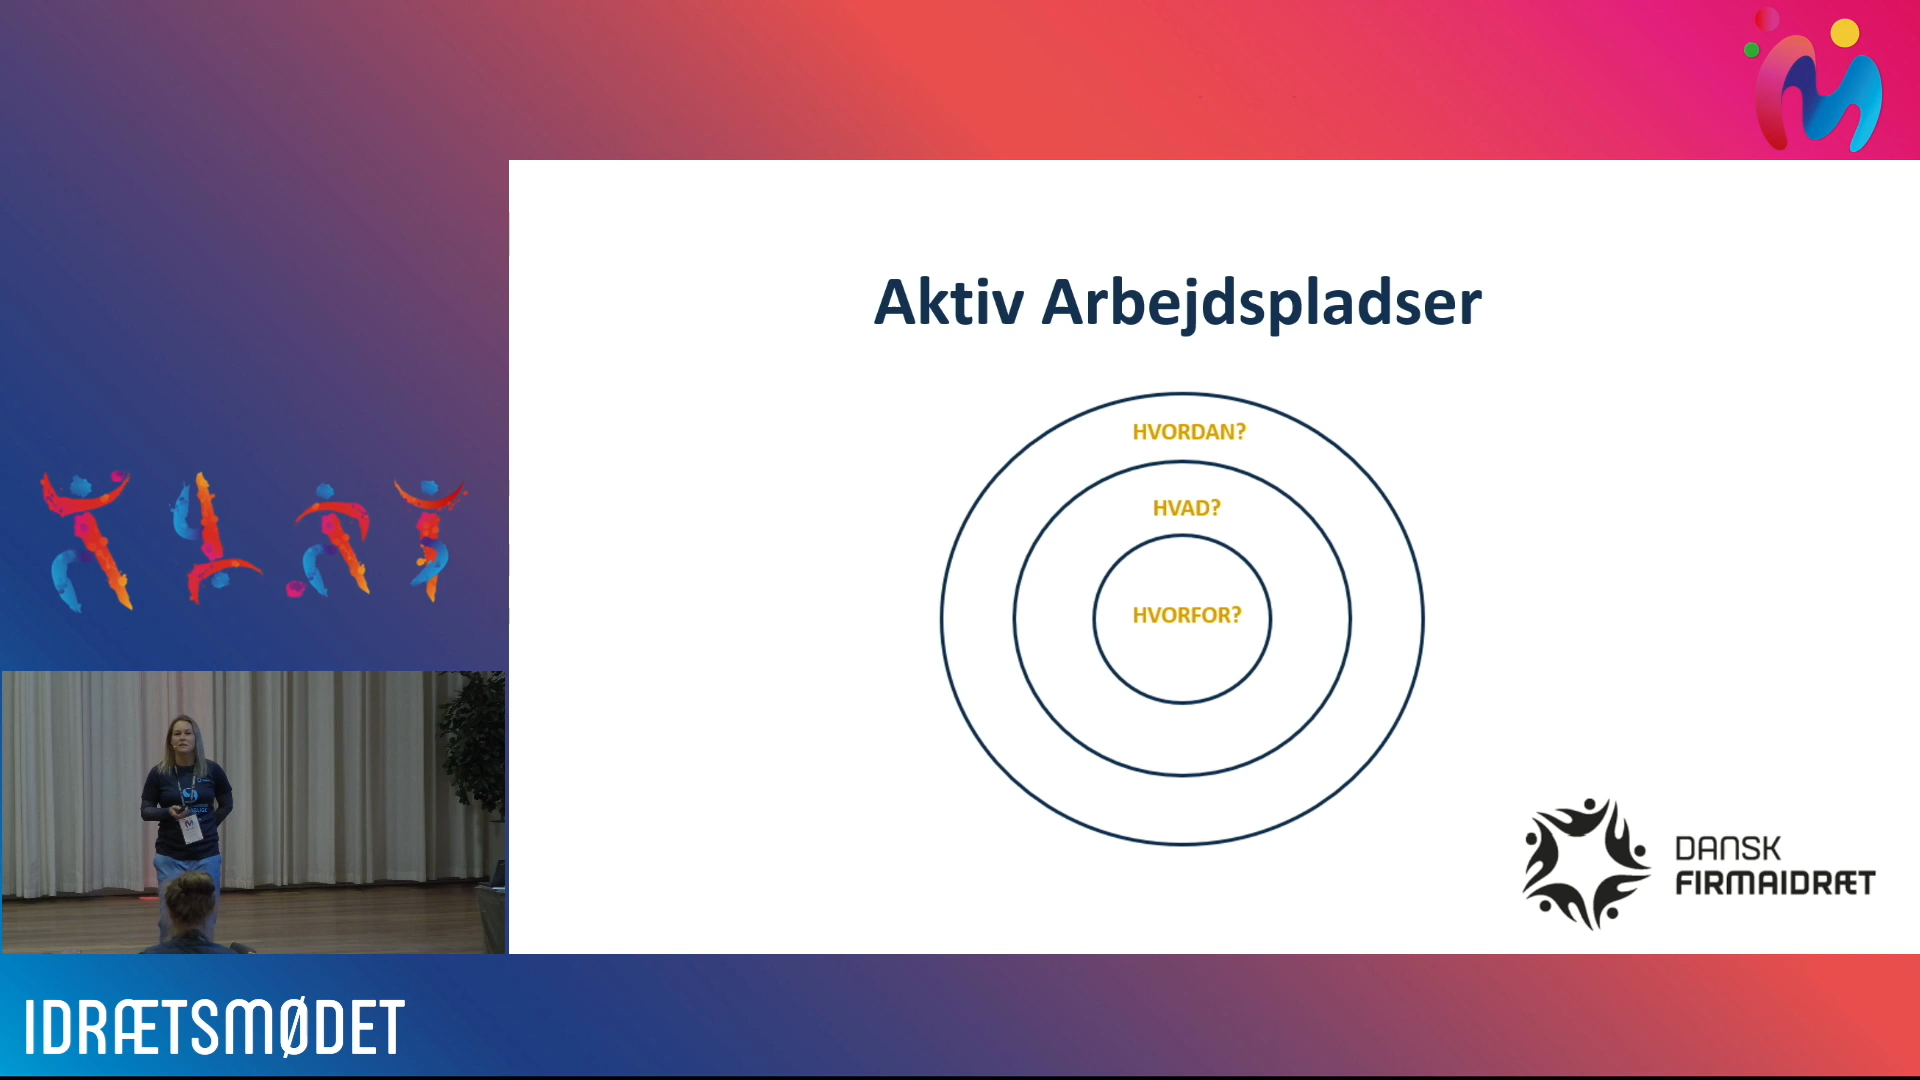 Aktiv Arbejdspladser
HVORDAN?
HVAD?
HVORFOR?
DANSK
FIRMAIDRÆT
IDRÆTSMØDET